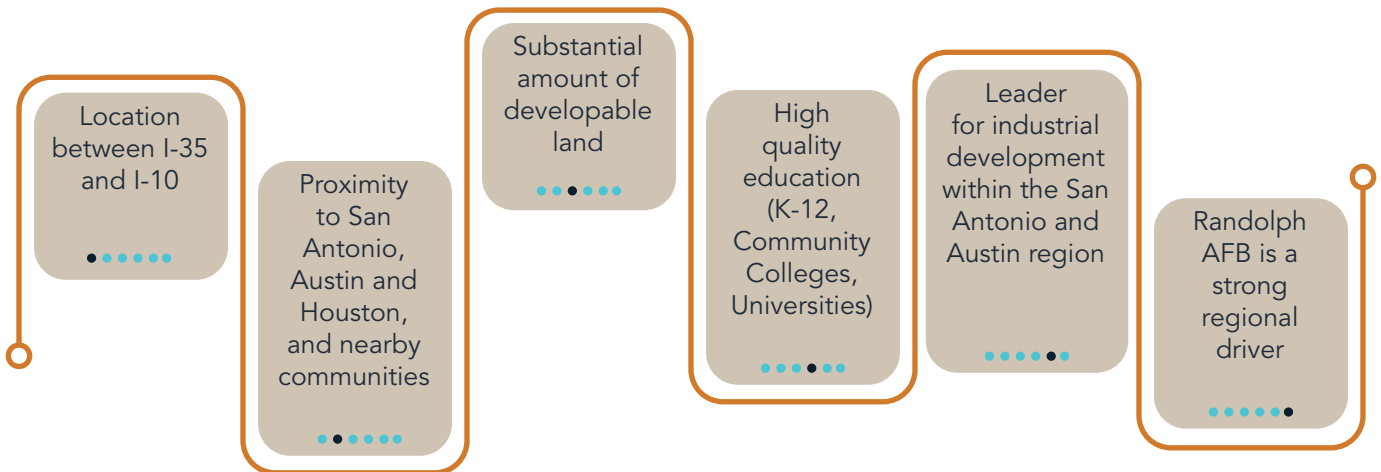 Location
between I-35
and I-10
Proximity
to San
Antonio,
Austin and
Houston,
and nearby
communities
Substantial
amount of
developable
land
High
quality
education
(K-12,
Community
Colleges,
Universities)
Leader
for industrial
development
within the San
Antonio and
Austin region
Randolph
AFB is a
strong
regional
driver